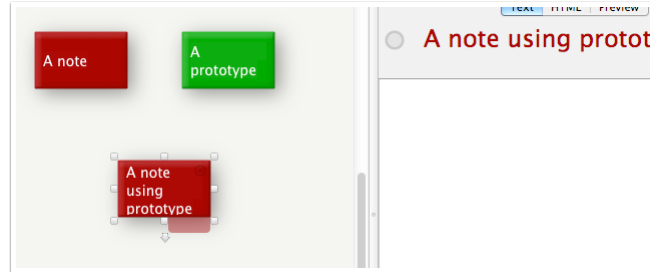 Text HTML Preview
A note using protot
A note
A
prototype
A note
using
prototype